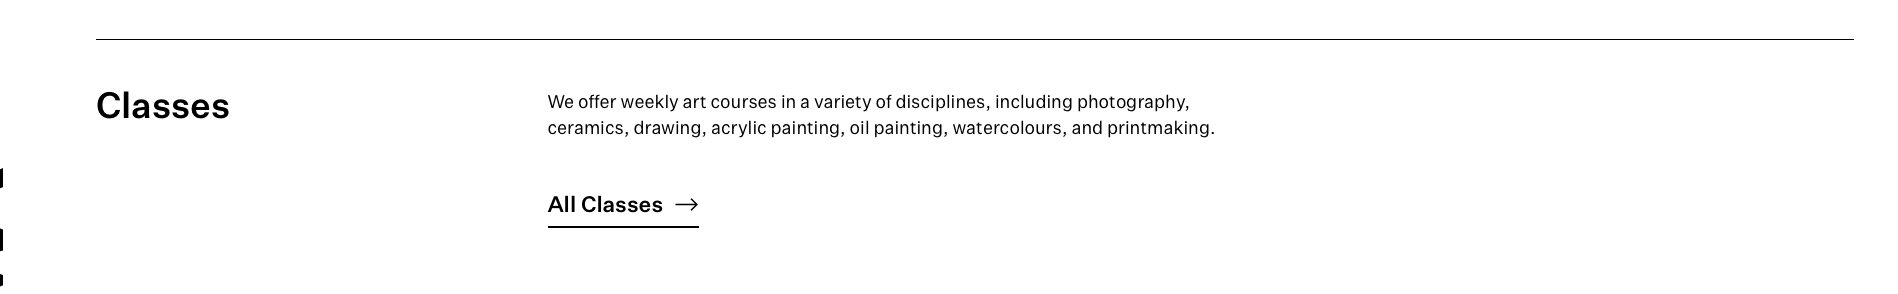 Classes
We offer weekly art courses in a variety of disciplines, including photography,
ceramics, drawing, acrylic painting, oil painting, watercolours, and printmaking.
All Classes →